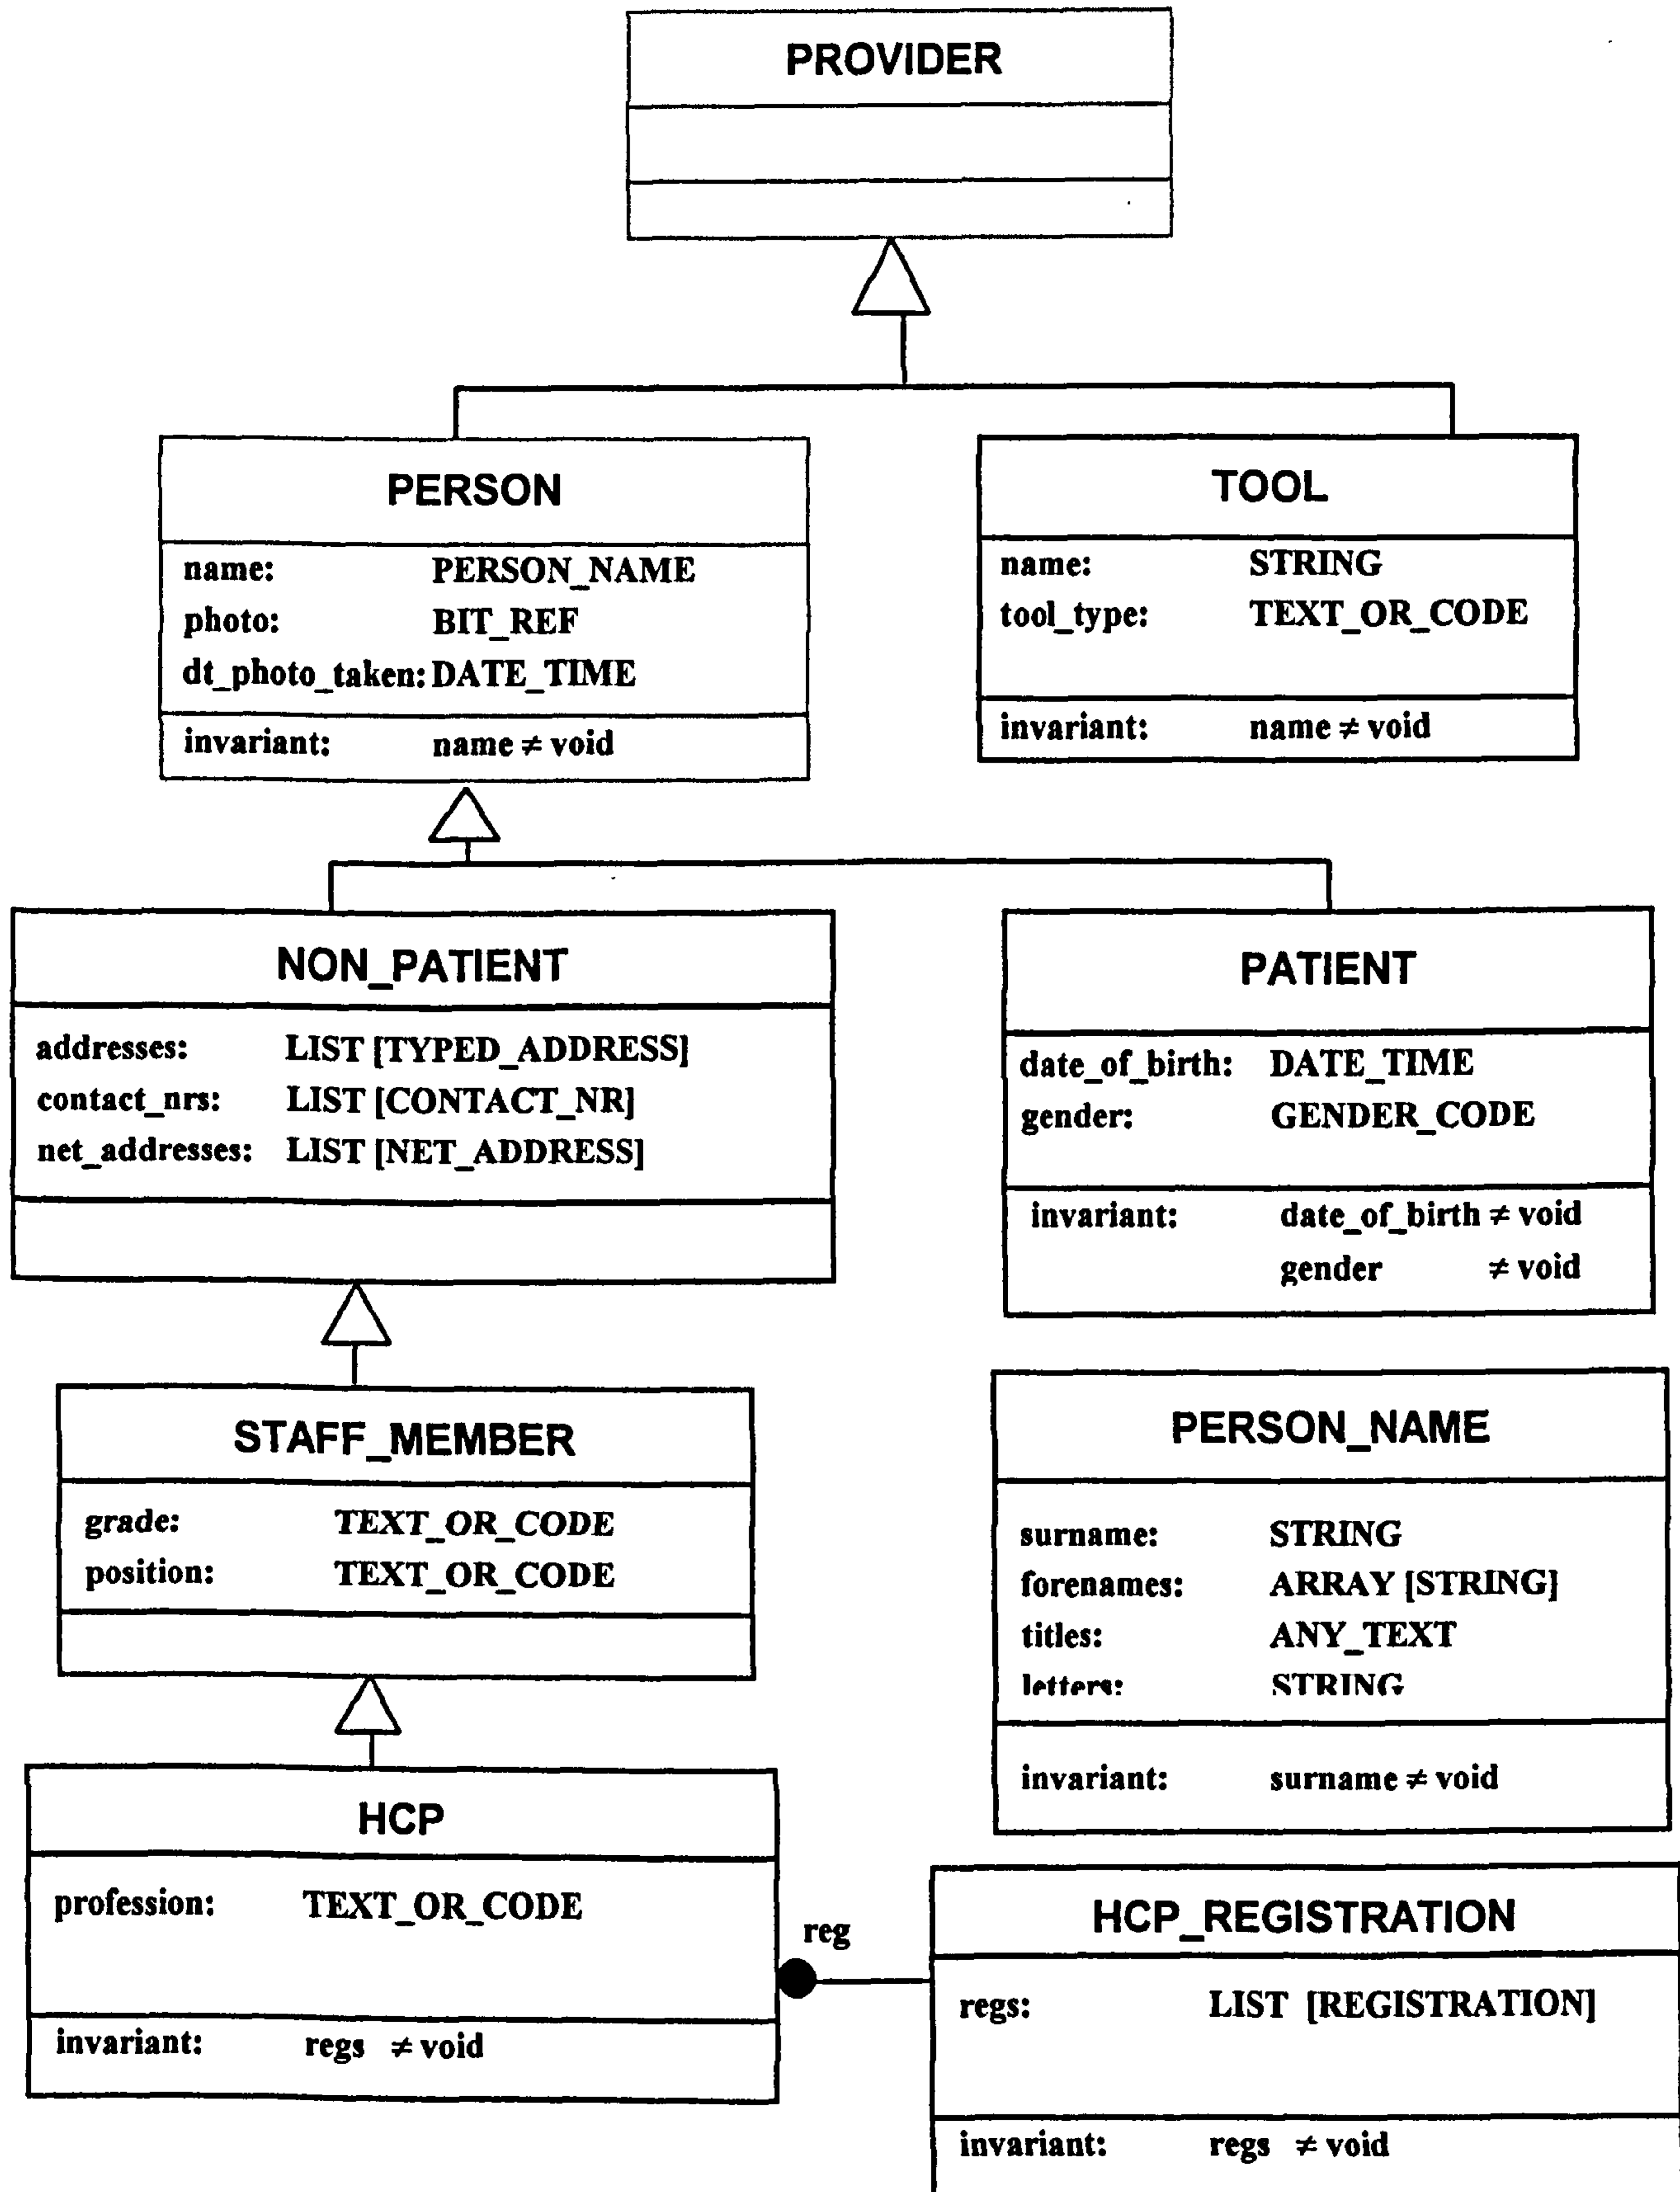 PROVIDER
PERSON
name: PERSON_NAME
photo: BIT_REF
dt_photo_taken: DATE_TIME
invariant: name ≠ void
TOOL
name: STRING
tool_type: TEXT_OR_CODE
invariant: name ≠ void
NON_PATIENT
addresses: LIST [TYPED_ADDRESS]
contact_nrs: LIST [CONTACT_NR]
net_addresses: LIST [NET_ADDRESS]
PATIENT
date_of_birth: DATE_TIME
gender: GENDER_CODE
invariant: date_of_birth ≠ void
gender ≠ void
STAFF_MEMBER
grade: TEXT_OR_CODE
position: TEXT_OR_CODE
PERSON_NAME
surname: STRING
forenames: ARRAY [STRING]
titles: ANY_TEXT
letters: STRING
invariant: surname ≠ void
HCP
profession: TEXT_OR_CODE
invariant: regs ≠ void
reg
HCP_REGISTRATION
regs: LIST [REGISTRATION]
invariant: regs ≠ void